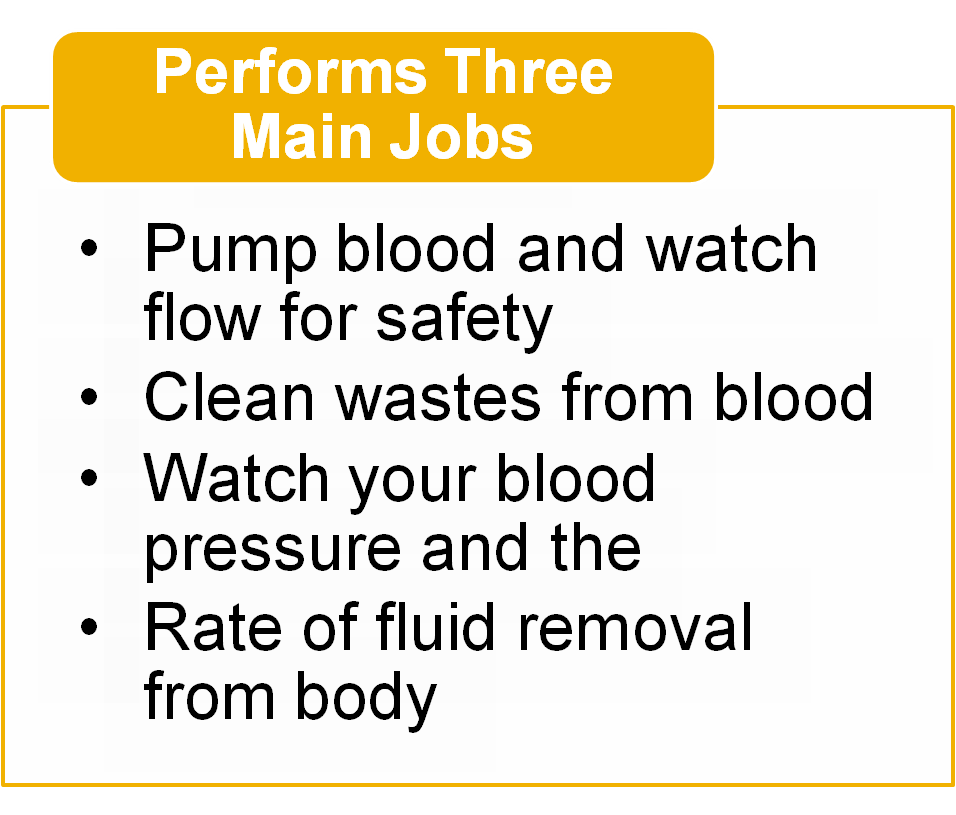 Performs Three
Main Jobs
• Pump blood and watch
flow for safety
• Clean wastes from blood
• Watch your blood
pressure and the
• Rate of fluid removal
from body